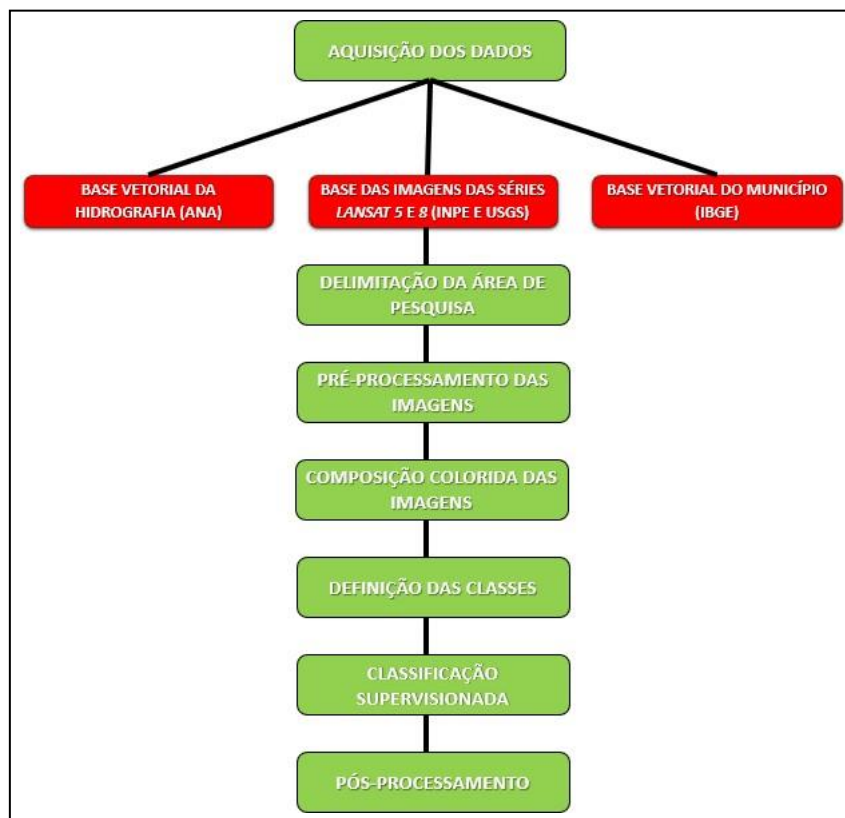 AQUISIÇÃO DOS DADOS
BASE VETORIAL DA
HIDROGRAFIA (ANA)
BASE DAS IMAGENS DAS SÉRIES
LANSAT 5 E 8 (INPE E USGS)
BASE VETORIAL DO MUNICÍPIO
(IBGE)
DELIMITAÇÃO DA ÁREA DE
PESQUISA
PRÉ-PROCESSAMENTO DAS
IMAGENS
COMPOSIÇÃO COLORIDA DAS
IMAGENS
DEFINIÇÃO DAS CLASSES
CLASSIFICAÇÃO
SUPERVISIONADA
PÓS-PROCESSAMENTO